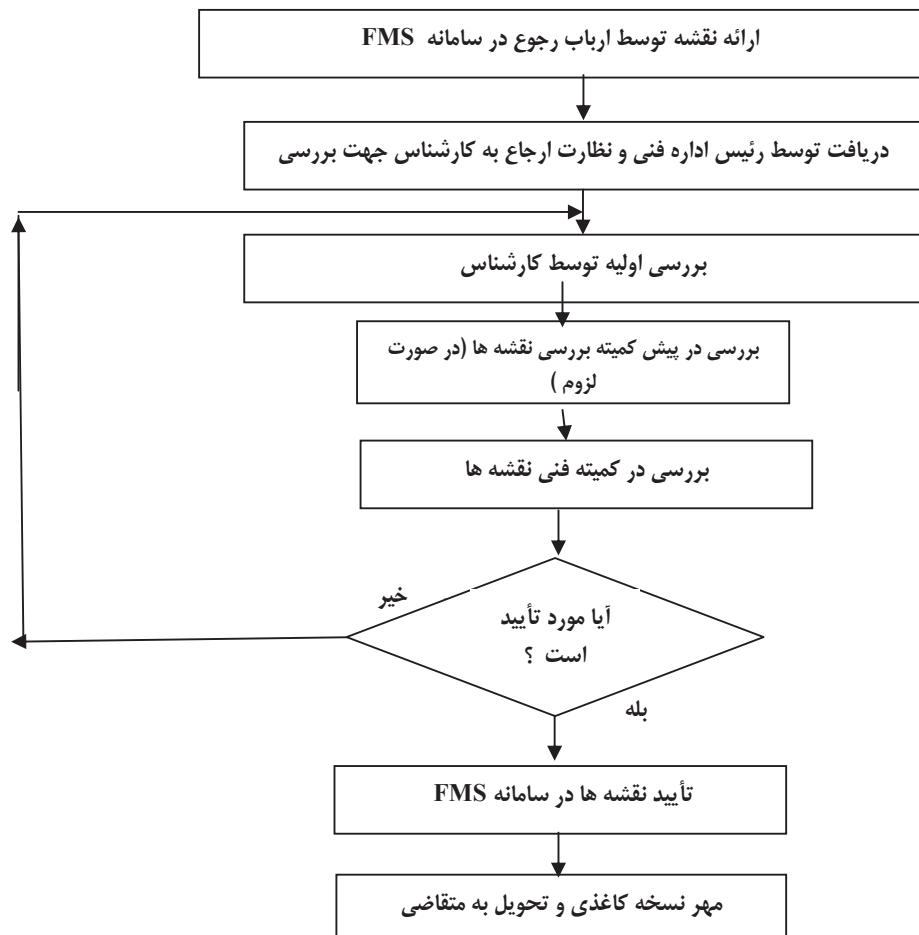 ارائه نقشه توسط ارباب رجوع در سامانه FMS
دریافت توسط رئیس اداره فنی و نظارت ارجاع به کارشناس جهت بررسی
بررسی اولیه توسط کارشناس
بررسی در پیش کمیته بررسی نقشه ها (در صورت
لزوم )
بررسی در کمیته فنی نقشه ها
خیر
آیا مورد تأیید
است ؟
بله
تأیید نقشه ها در سامانه FMS
مهر نسخه کاغذی و تحویل به متقاضی